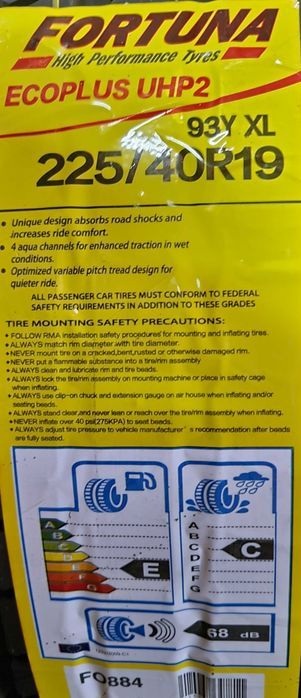 FORTUNA
High Performance Tyres
ECOPLUS UHP2
93Y XL
225/40R19
• Unique design absorbs road shocks and
increases ride comfort.
• 4 aqua channels for enhanced traction in wet
conditions.
• Optimized variable pitch tread design for
quieter ride.
ALL PASSENGER CAR TIRES MUST CONFORM TO FEDERAL
SAFETY REQUIREMENTS IN ADDITION TO THESE GRADES
TIRE MOUNTING SAFETY PRECAUTIONS:
• FOLLOW RMA installation safety procedures for mounting and inflating tires.
• ALWAYS match rim diameter with tire diameter.
• NEVER mount tire on a cracked,bent,rusted or otherwise damaged rim.
• NEVER put a flammable substance into a tire/rim assembly
• ALWAYS clean and lubricate rim and tire beads.
• ALWAYS lock the tire/rim assembly on mounting machine or place in safety cage
when inflating.
• ALWAYS use clip-on chuck and extension gauge on air house when inflating and/or
seating beads.
• ALWAYS stand clear,and never lean or reach over the tire/rim assembly when inflating.
• NEVER inflate over 40 psi(275KPA) to seat beads.
• ALWAYS adjust tire pressure to vehicle manufacturer's recommendation after beads
are fully seated.
A
B
C
D
E
F
G
E
A
B
C
D
E
F
G
C
68 dB
FO884